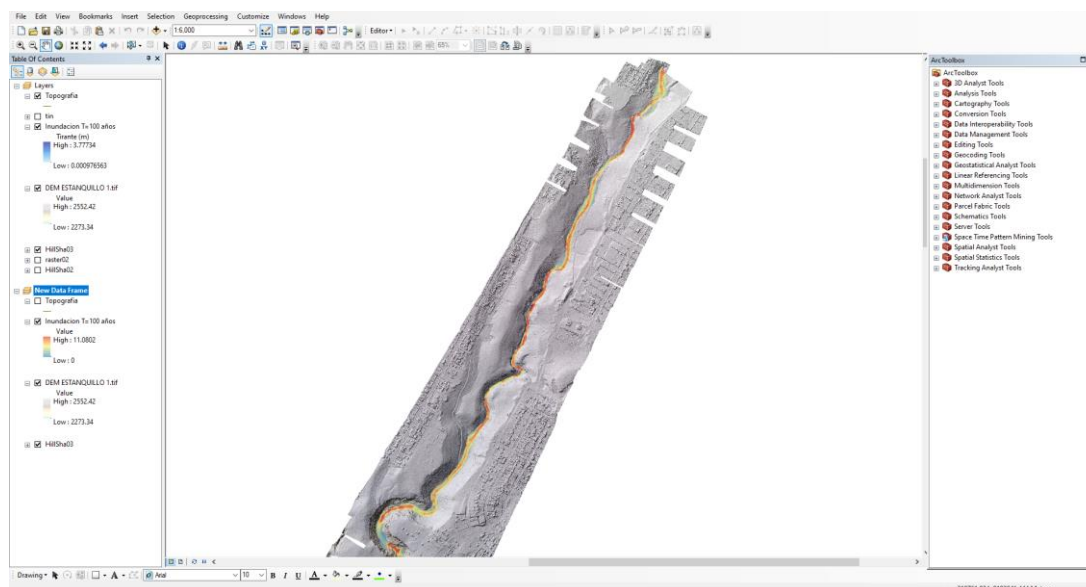 File Edit View Bookmarks Insert Selection Geoprocessing Customize Windows Help
1:6,000
Editor
68%
Table Of Contents
Layers
Topografia
tin
Inundacion T= 100 años
Tirante (m)
High : 3.77734
Low : 0.000976563
DEM ESTANQUILLO 1.tif
Value
High : 2552.42
Low : 2273.34
HillSha03
raster02
HillSha02
New Data Frame
Topografia
Inundacion T= 100 años
Value
High : 11.0802
Low : 0
DEM ESTANQUILLO 1.tif
Value
High : 2552.42
Low : 2273.34
HillSha03
ArcToolbox
ArcToolbox
3D Analyst Tools
Analysis Tools
Cartography Tools
Conversion Tools
Data Interoperability Tools
Data Management Tools
Editing Tools
Geocoding Tools
Geostatistical Analyst Tools
Linear Referencing Tools
Multidimension Tools
Network Analyst Tools
Parcel Fabric Tools
Schematics Tools
Server Tools
Space Time Pattern Mining Tools
Spatial Analyst Tools
Spatial Statistics Tools
Tracking Analyst Tools
Drawing
Arial 10 B I U A